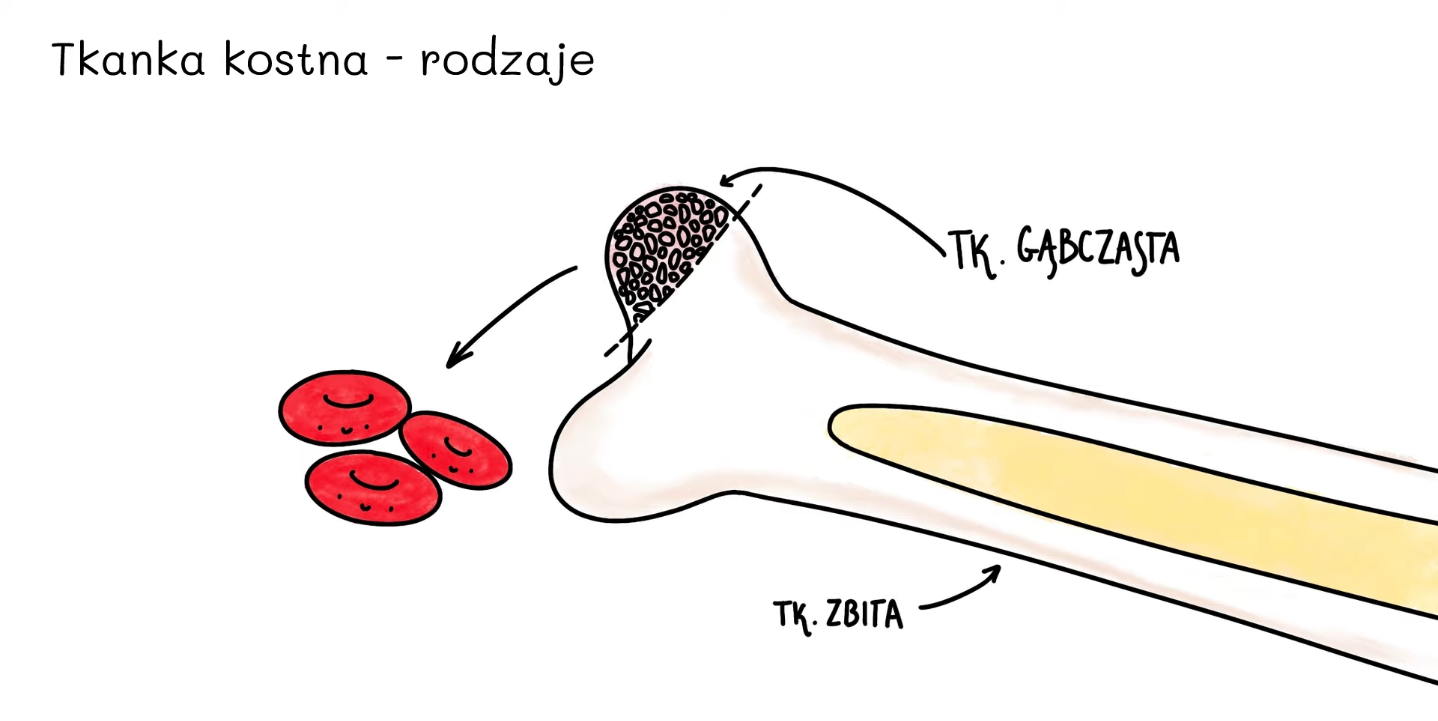 Tkanka kostna - rodzaje
TK. GĄBCZASTA
TK. ZBITA